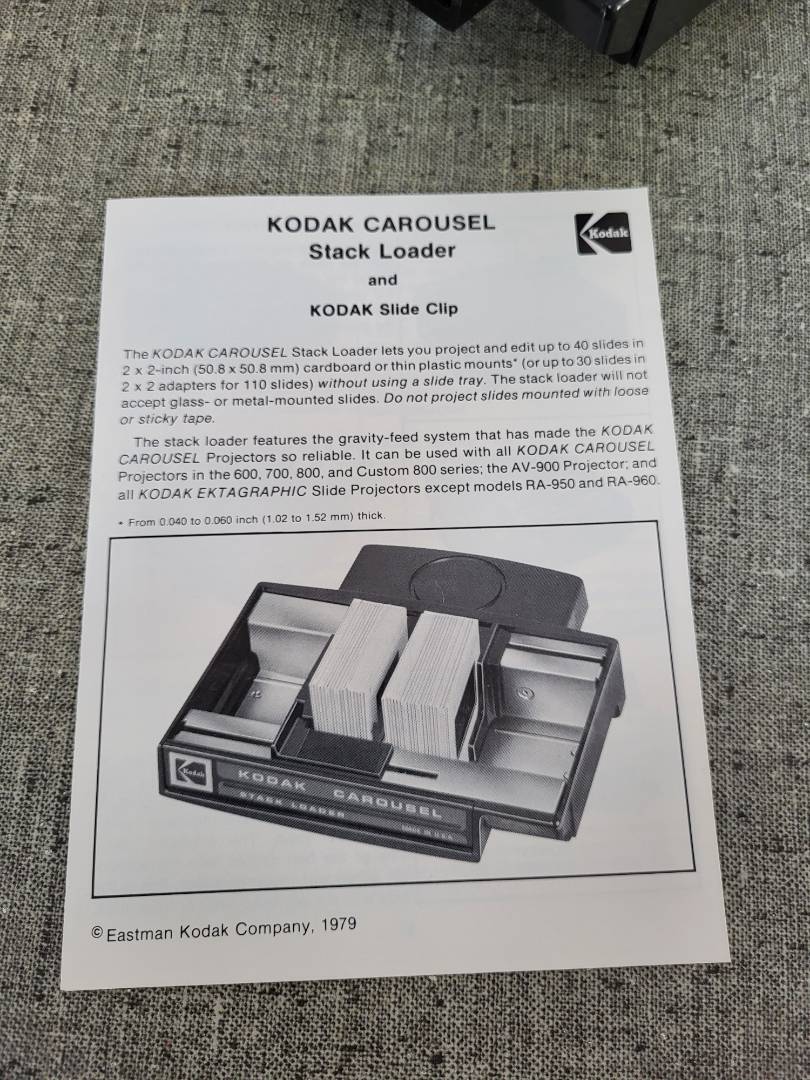 KODAK CAROUSEL
Stack Loader
and
KODAK Slide Clip
Kodak
The KODAK CAROUSEL Stack Loader lets you project and edit up to 40 slides in
2 x 2-inch (50.8 x 50.8 mm) cardboard or thin plastic mounts* (or up to 30 slides in
2 x 2 adapters for 110 slides) without using a slide tray. The stack loader will not
accept glass- or metal-mounted slides. Do not project slides mounted with loose
or sticky tape.
The stack loader features the gravity-feed system that has made the KODAK
CAROUSEL Projectors so reliable. It can be used with all KODAK CAROUSEL
Projectors in the 600, 700, 800, and Custom 800 series; the AV-900 Projector; and
all KODAK EKTAGRAPHIC Slide Projectors except models RA-950 and RA-960.
* From 0.040 to 0.060 inch (1.02 to 1.52 mm) thick.
Kodak
KODAK CAROUSEL
STACK LOADER
MADE IN U.S.A.
© Eastman Kodak Company, 1979